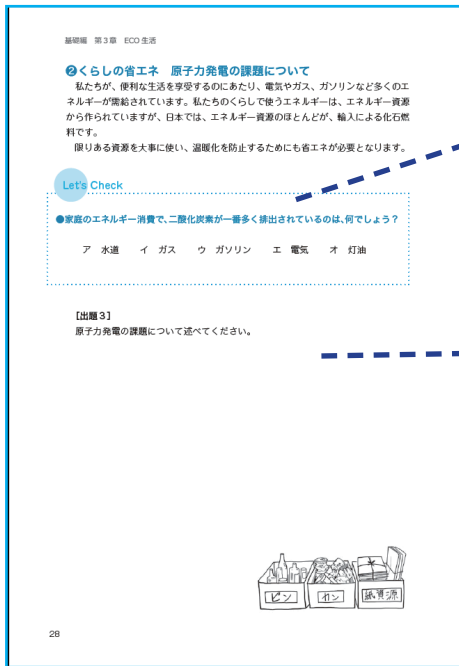 基礎編 第3章 ECO生活
❷くらしの省エネ 原子力発電の課題について
私たちが、便利な生活を享受するのにあたり、電気やガス、ガソリンなど多くのエ
ネルギーが需給されています。私たちのくらしで使うエネルギーは、エネルギー資源
から作られていますが、日本では、エネルギー資源のほとんどが、輸入による化石燃
料です。
限りある資源を大事に使い、温暖化を防止するためにも省エネが必要となります。
Let's Check
●家庭のエネルギー消費で、二酸化炭素が一番多く排出されているのは、何でしょう？
ア 水道 イ ガス ウ ガソリン エ 電気 オ 灯油
［出題3］
原子力発電の課題について述べてください。
ビン カン 紙資源
28